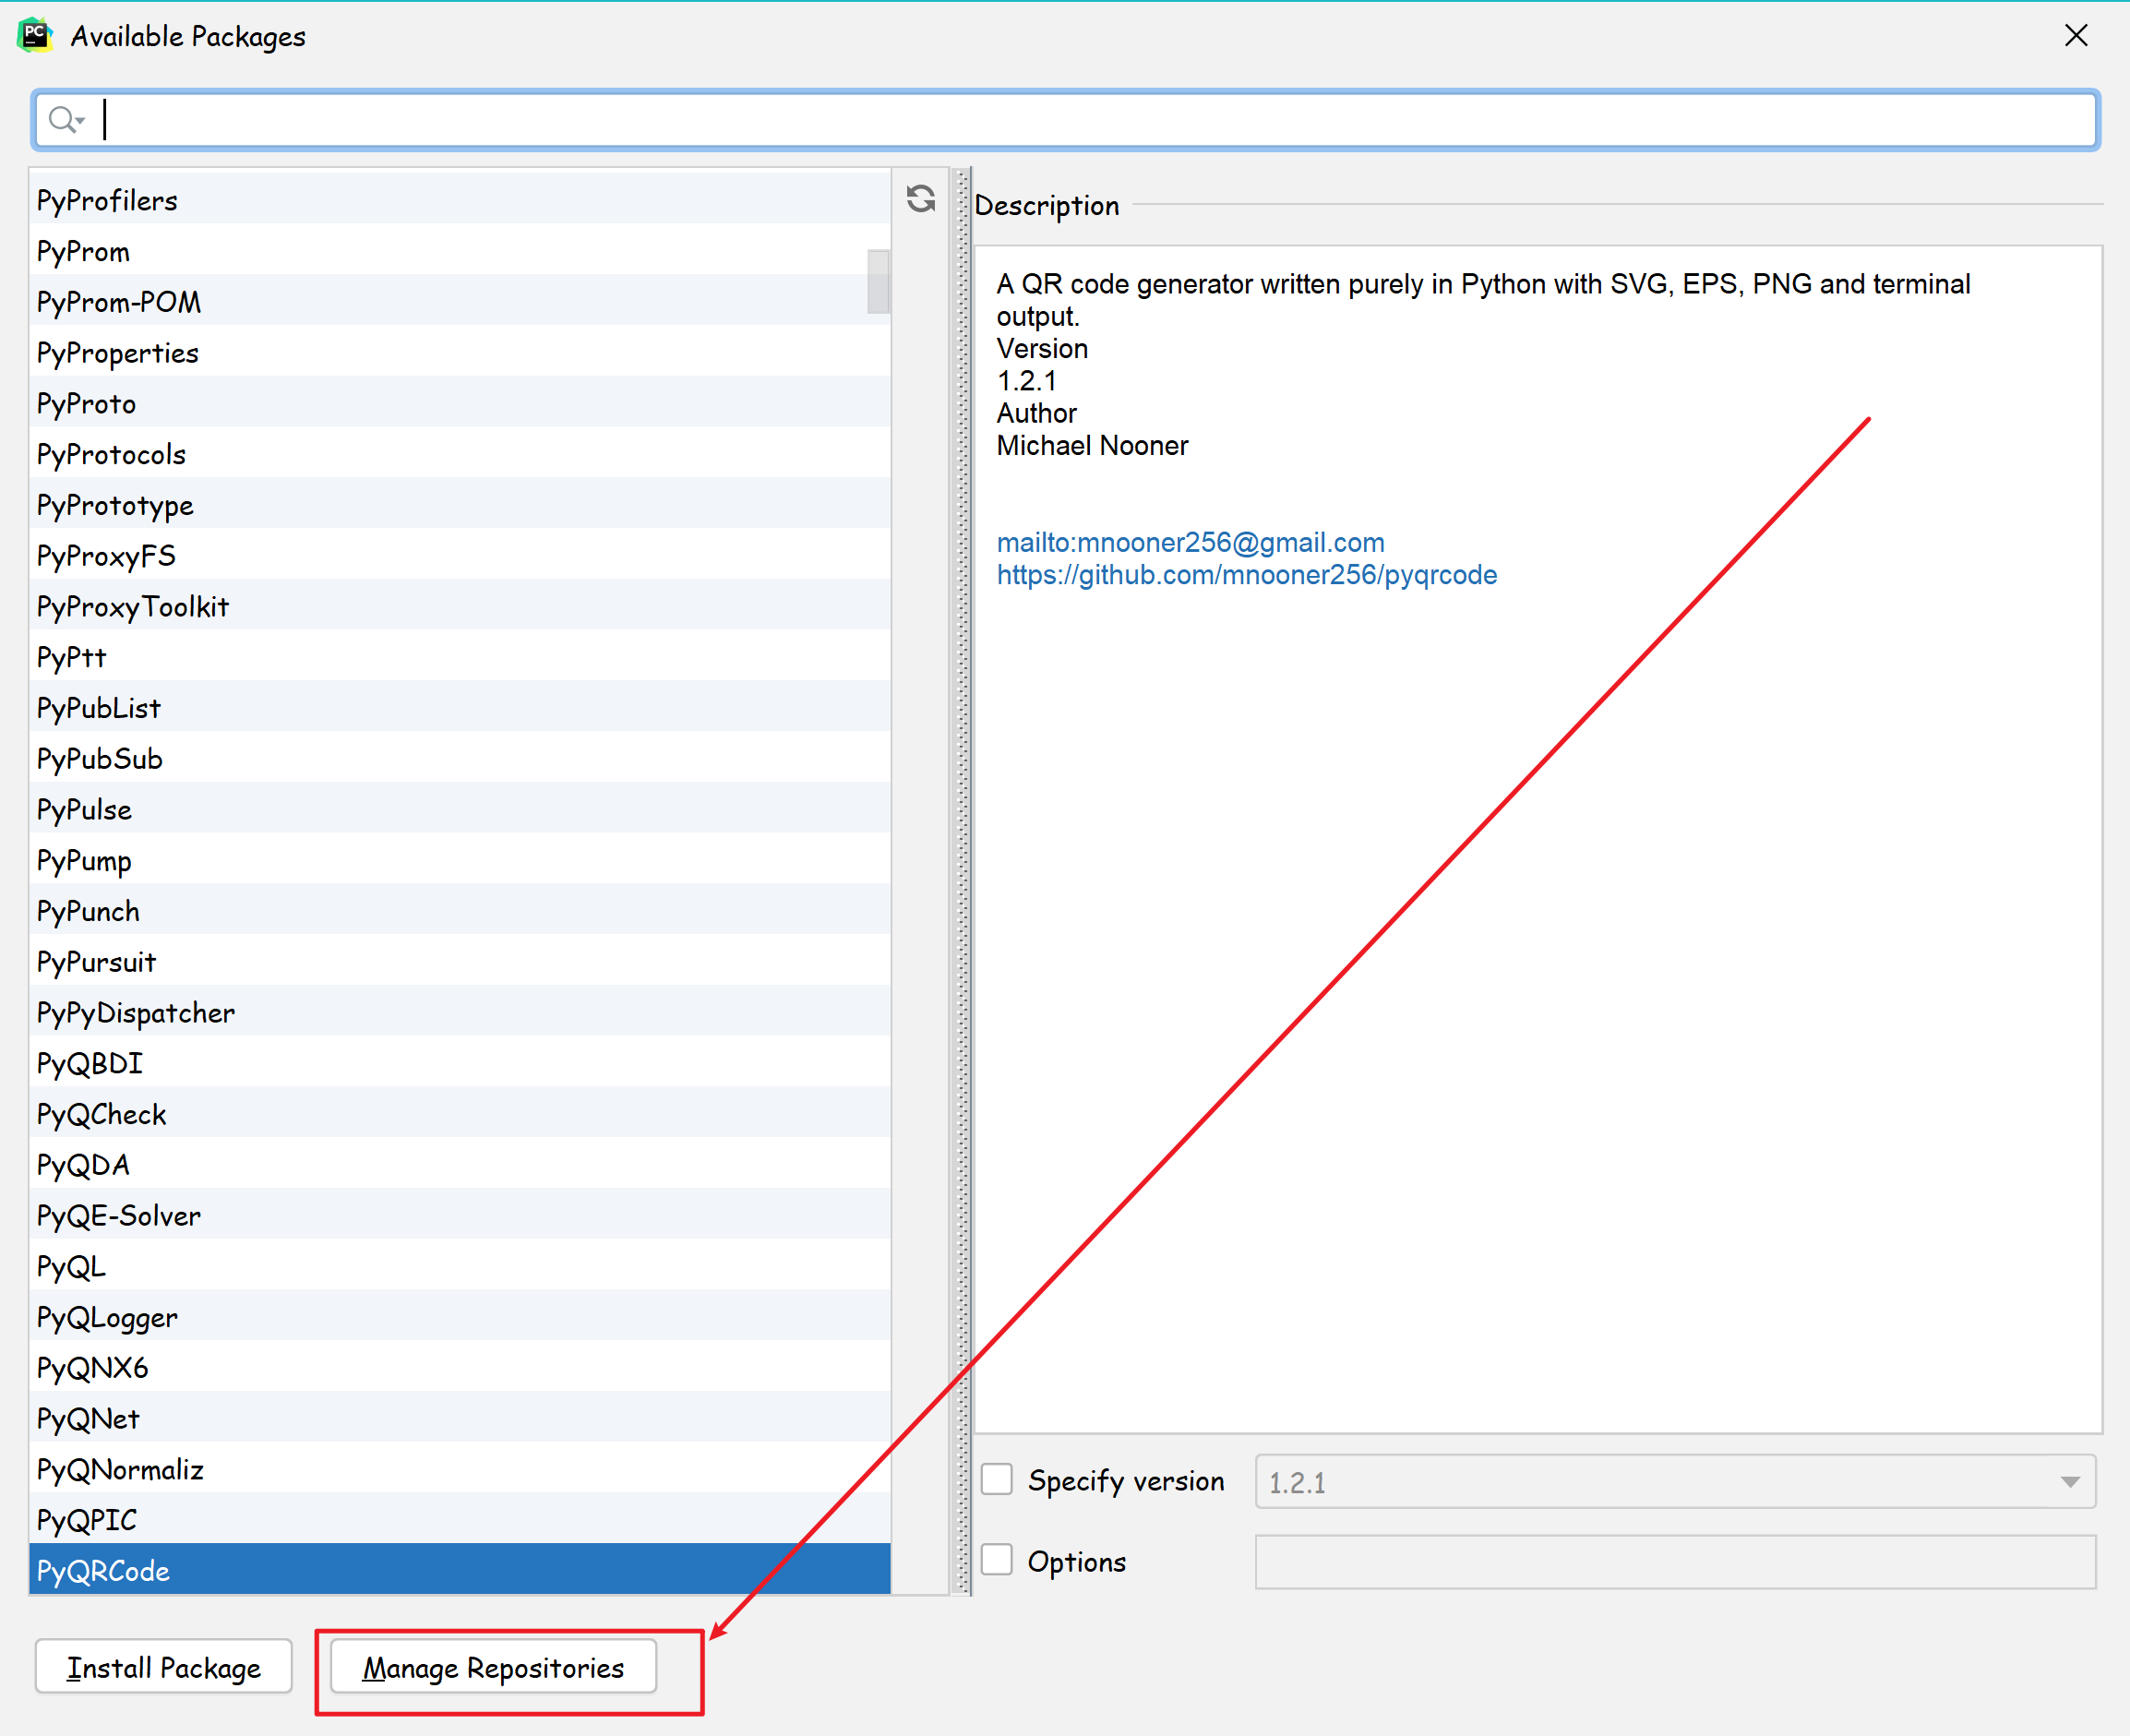 PC
Available Packages
PyProfilers
PyProm
PyProm-POM
PyProperties
PyProto
PyProtocols
PyPrototype
PyProxyFS
PyProxyToolkit
PyPtt
PyPubList
PyPubSub
PyPulse
PyPump
PyPunch
PyPursuit
PyPyDispatcher
PyQBDI
PyQCheck
PyQDA
PyQE-Solver
PyQL
PyQLogger
PyQNX6
PyQNet
PyQNormaliz
PyQPIC
PyQRCode
Description
A QR code generator written purely in Python with SVG, EPS, PNG and terminal
output.
Version
1.2.1
Author
Michael Nooner
mailto:mnooner256@gmail.com
https://github.com/mnooner256/pyqrcode
Specify version
1.2.1
Options
Install Package
Manage Repositories